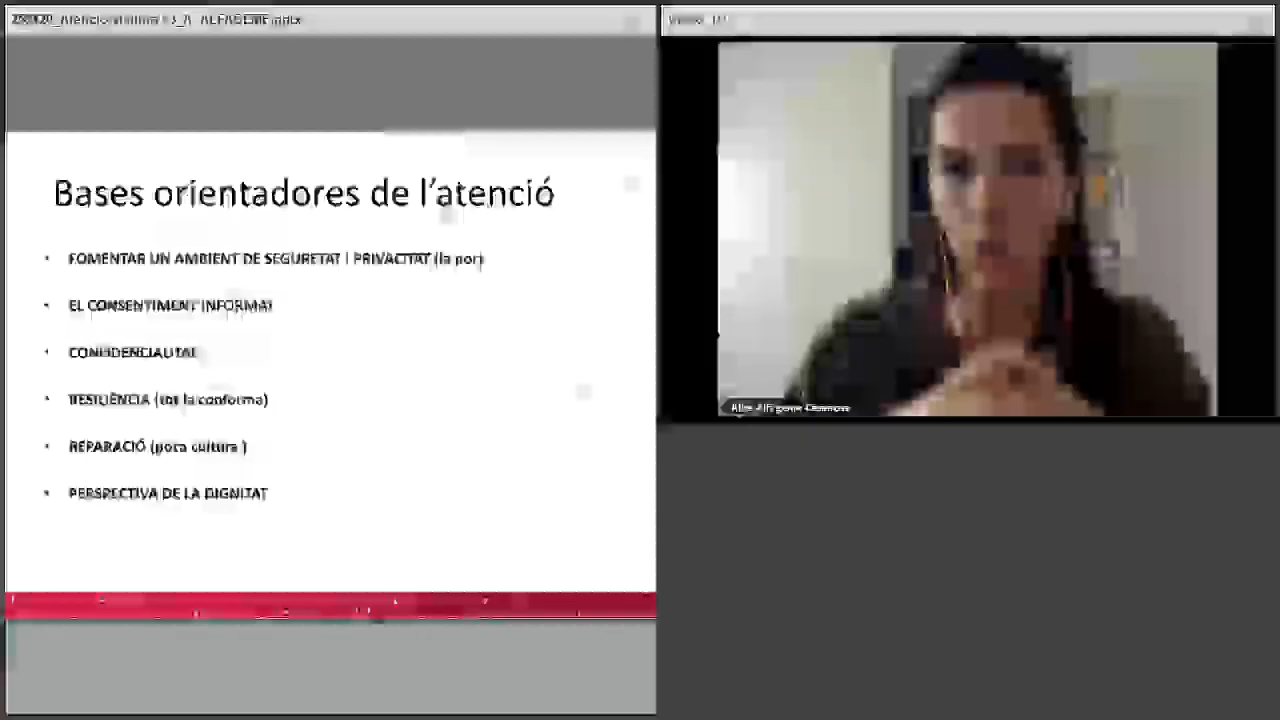 Bases orientadores de l'atenció
• FOMENTAR UN AMBIENT DE SEGURETAT I PRIVACITAT (la por)
• EL CONSENTIMENT INFORMAT
• CONFIDENCIALITAT
• RESILIÈNCIA (tot la conforma)
• REPARACIÓ (poca cultura )
• PERSPECTIVA DE LA DIGNITAT